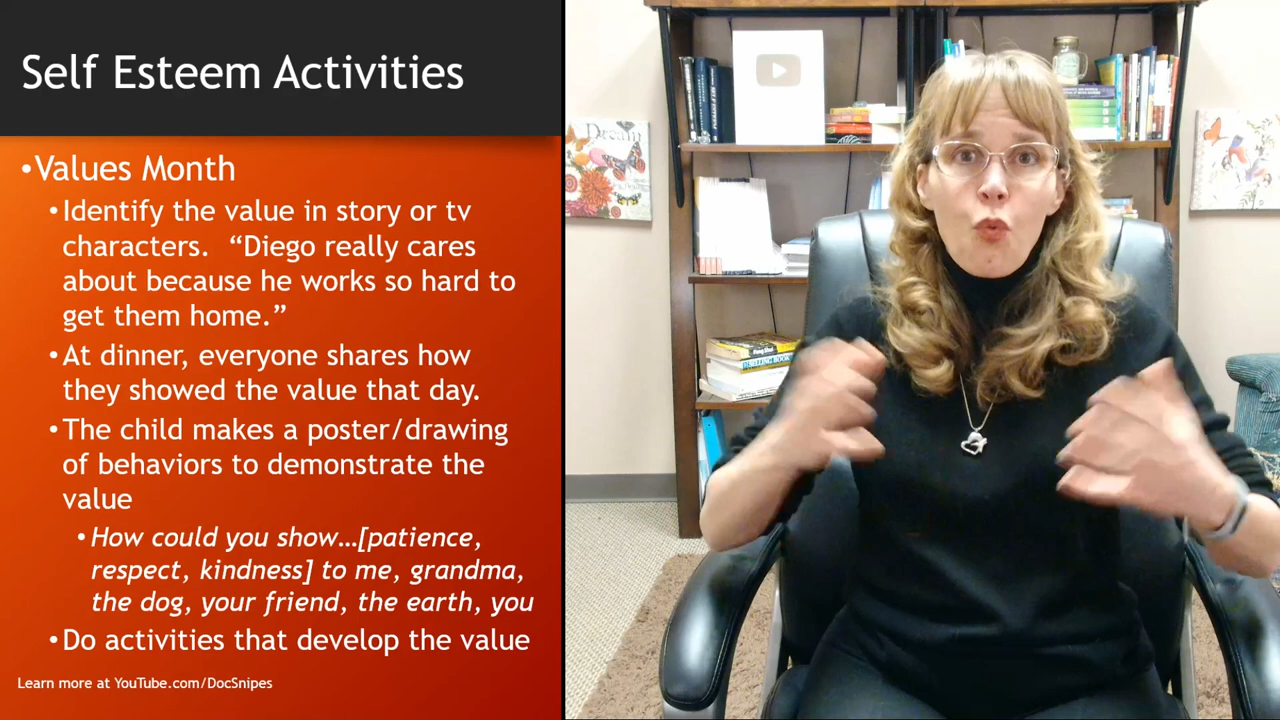 Self Esteem Activities
•Values Month
•Identify the value in story or tv
characters. “Diego really cares
about because he works so hard to
get them home.”
•At dinner, everyone shares how
they showed the value that day.
•The child makes a poster/drawing
of behaviors to demonstrate the
value
•How could you show…[patience,
respect, kindness] to me, grandma,
the dog, your friend, the earth, you
•Do activities that develop the value
Learn more at YouTube.com/DocSnipes
Dream